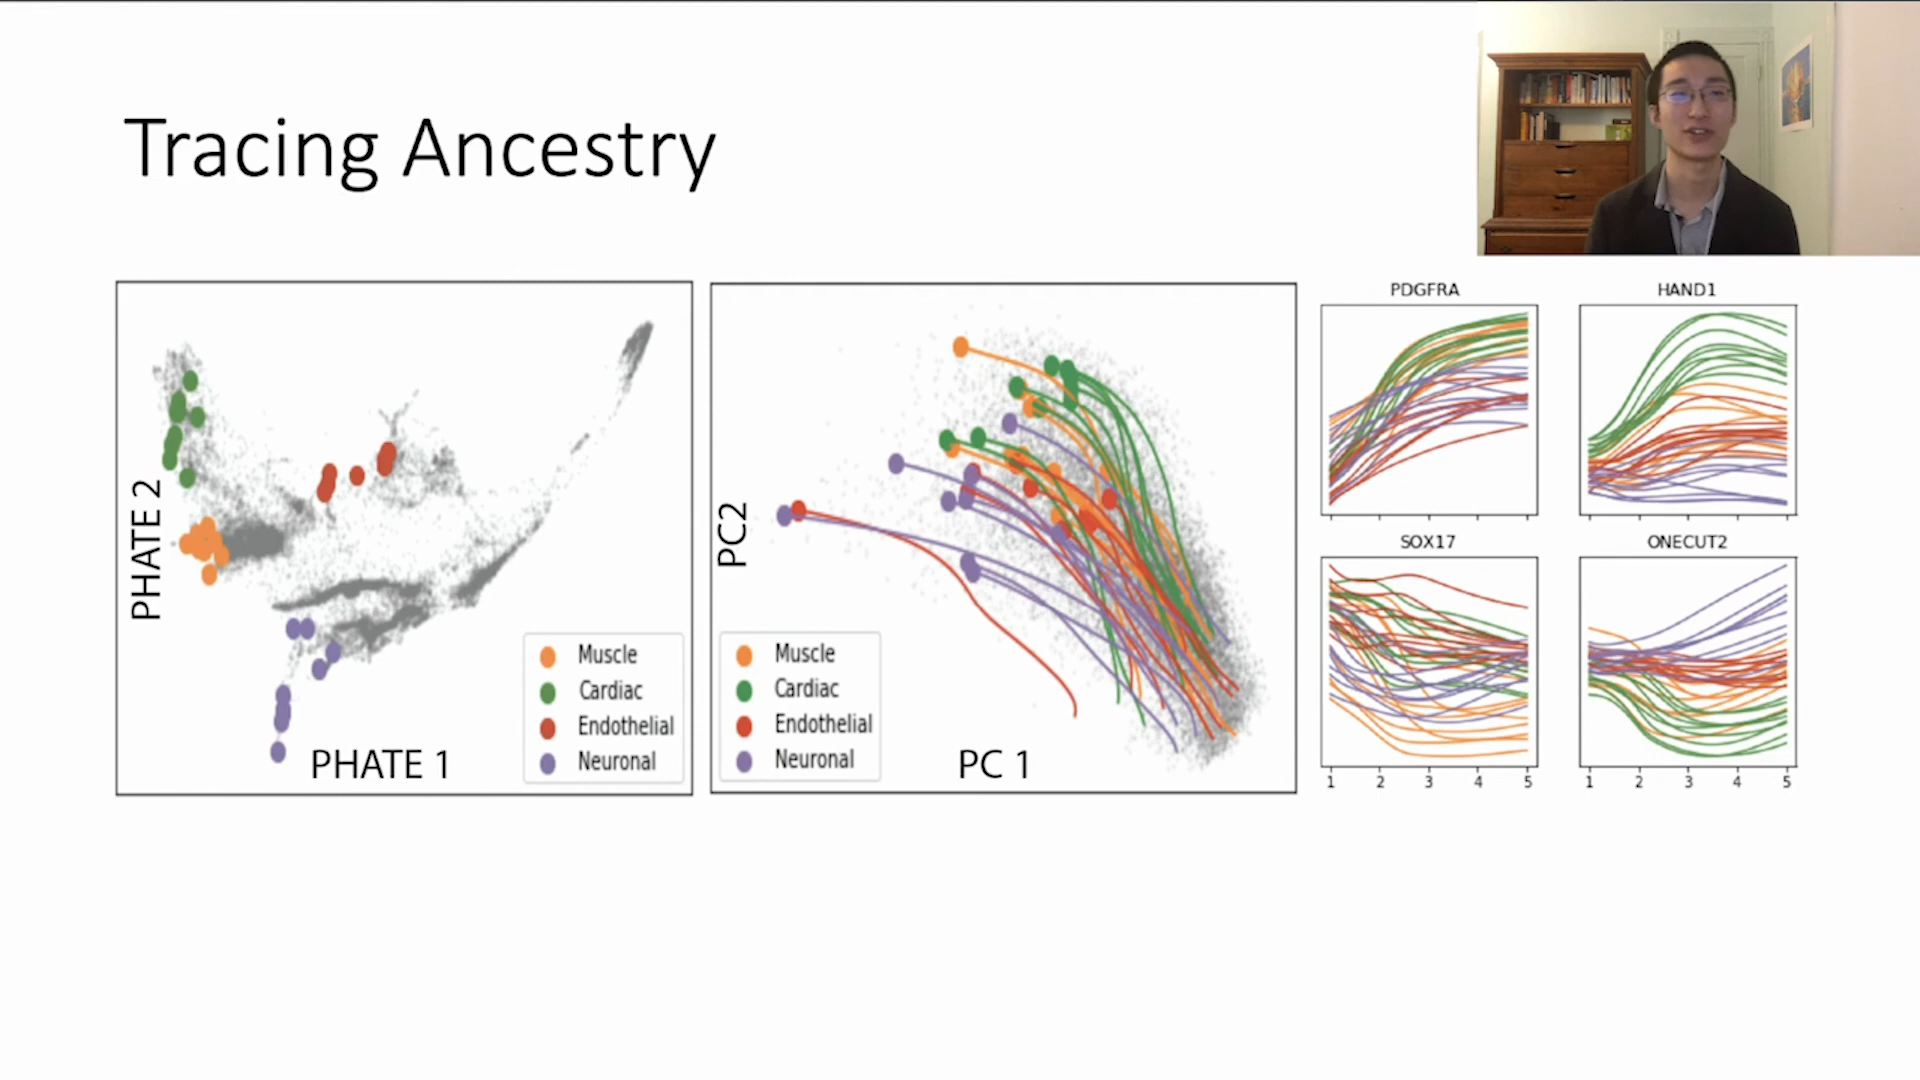 Tracing Ancestry
PHATE 2
PHATE 1
Muscle
Cardiac
Endothelial
Neuronal
PC2
PC 1
Muscle
Cardiac
Endothelial
Neuronal
PDGFRA
HAND1
SOX17
1 2 3 4 5
ONECUT2
1 2 3 4 5